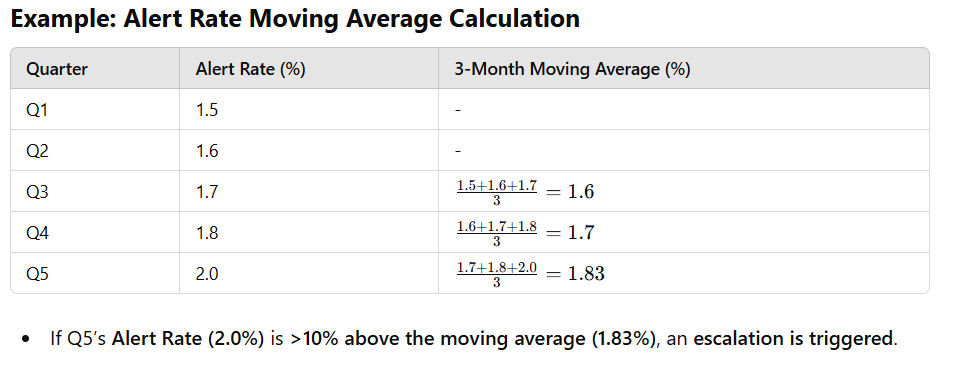 Example: Alert Rate Moving Average Calculation
Quarter Alert Rate (%) 3-Month Moving Average (%)
Q1 1.5 -
Q2 1.6 -
Q3 1.7 \frac{1.5+1.6+1.7}{3} = 1.6
Q4 1.8 \frac{1.6+1.7+1.8}{3} = 1.7
Q5 2.0 \frac{1.7+1.8+2.0}{3} = 1.83
• If Q5’s Alert Rate (2.0%) is >10% above the moving average (1.83%), an escalation is triggered.